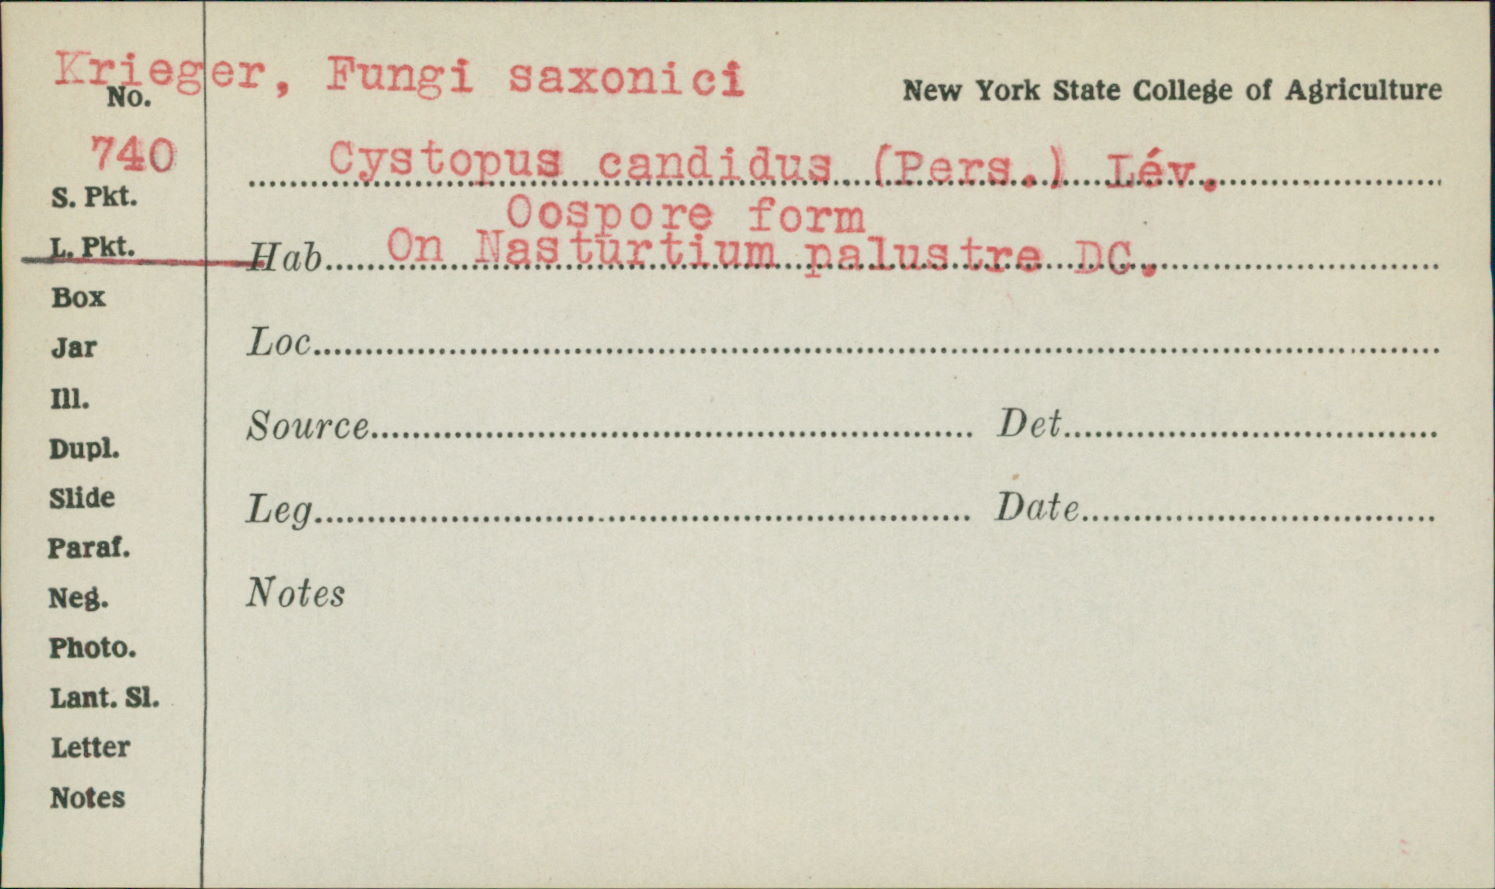 Krieger, Fungi saxonici
No.
New York State College of Agriculture
740
Cystopus candidus (Pers.) Lév.
S. Pkt.
Oospore form
L. Pkt.
Hab. On Nasturtium palustre DC.
Box
Jar
Loc.
Ill.
Source Det.
Dupl.
Slide
Leg. Date
Paraf.
Neg.
Notes
Photo.
Lant. Sl.
Letter
Notes